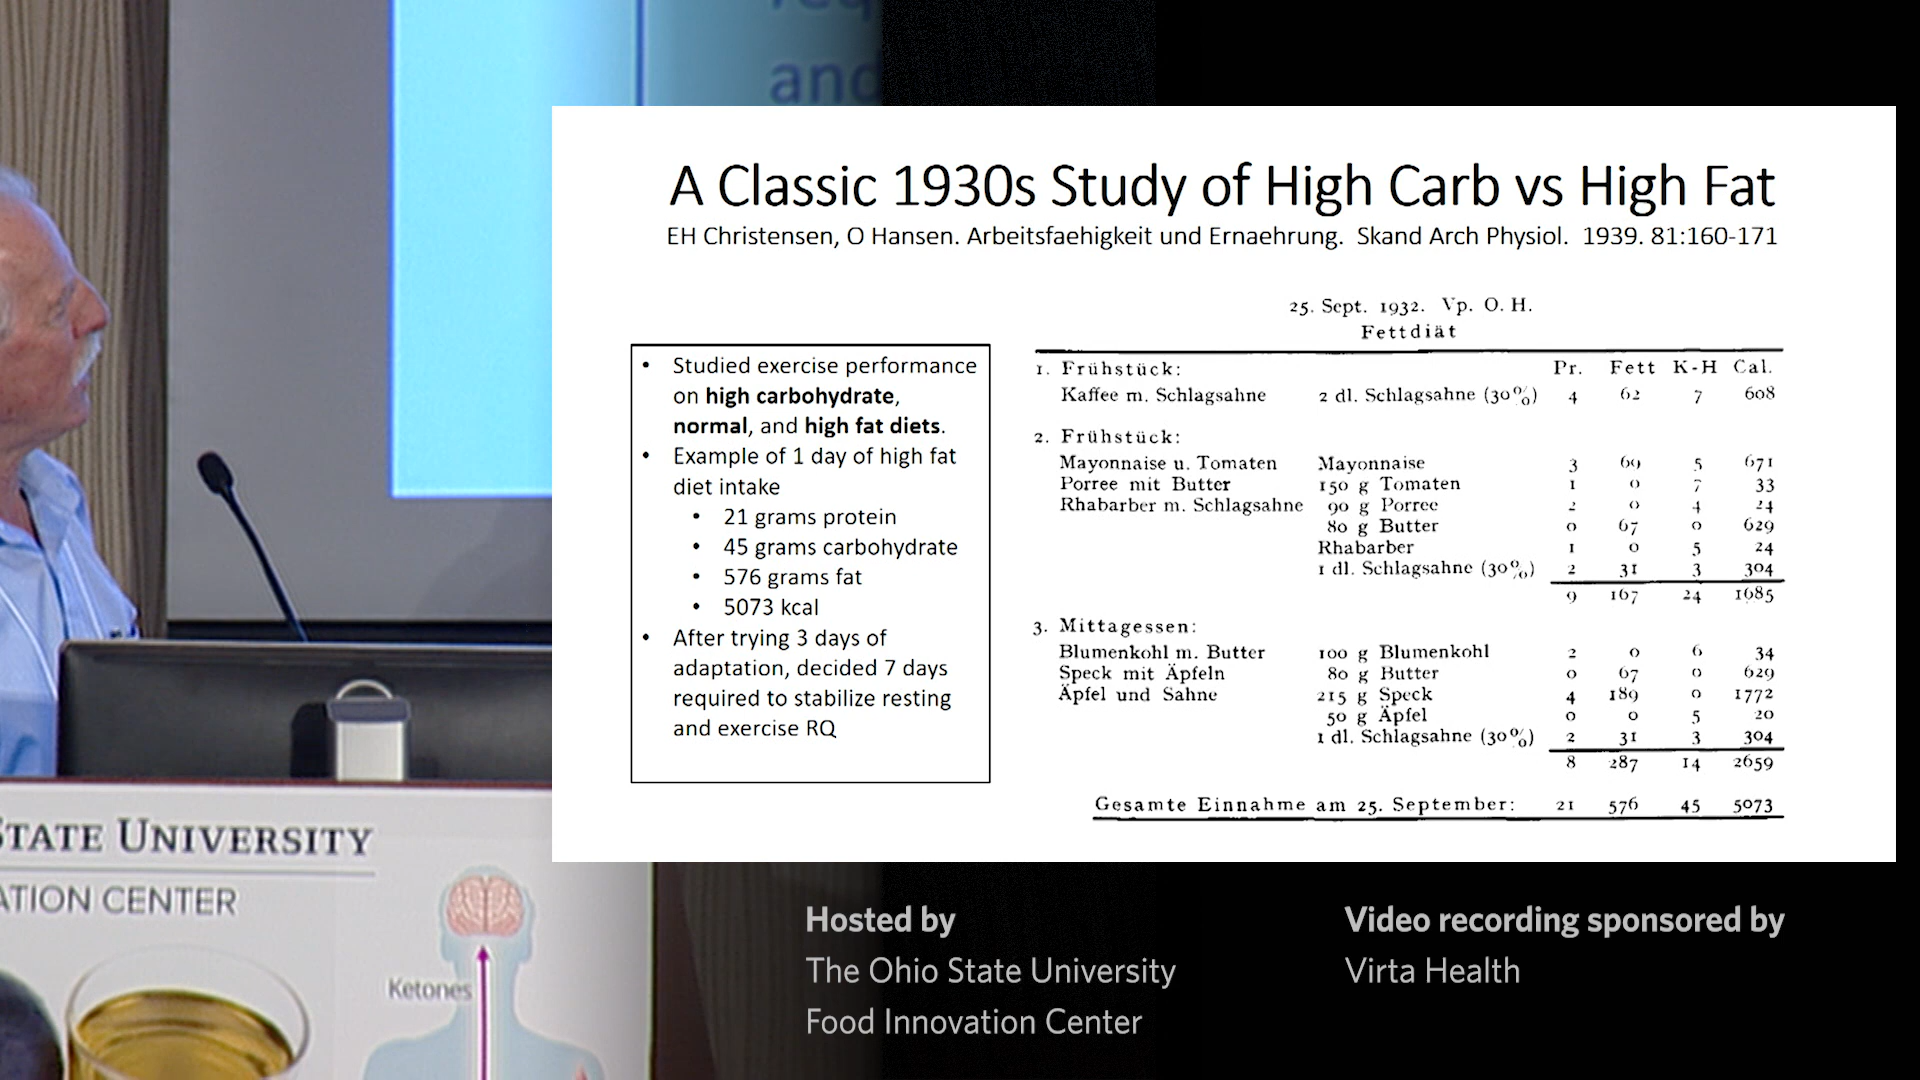 and
A Classic 1930s Study of High Carb vs High Fat
EH Christensen, O Hansen. Arbeitsfaehigkeit und Ernaehrung. Skand Arch Physiol. 1939. 81:160-171
• Studied exercise performance
on high carbohydrate,
normal, and high fat diets.
• Example of 1 day of high fat
diet intake
• 21 grams protein
• 45 grams carbohydrate
• 576 grams fat
• 5073 kcal
• After trying 3 days of
adaptation, decided 7 days
required to stabilize resting
and exercise RQ
25. Sept. 1932. Vp. O. H.
Fettdiät
1. Frühstück: Pr. Fett K-H Cal.
Kaffee m. Schlagsahne 2 dl. Schlagsahne (30%) 4 62 7 608
2. Frühstück:
Mayonnaise u. Tomaten Mayonnaise 3 69 5 671
Porree mit Butter 150 g Tomaten 1 0 7 33
Rhabarber m. Schlagsahne 90 g Porree 2 0 4 24
80 g Butter 0 67 0 629
Rhabarber 1 0 5 24
1 dl. Schlagsahne (30%) 2 31 3 304
9 167 24 1685
3. Mittagessen:
Blumenkohl m. Butter 100 g Blumenkohl 2 0 6 34
Speck mit Äpfeln 80 g Butter 0 67 0 629
Äpfel und Sahne 215 g Speck 4 189 0 1772
50 g Äpfel 0 0 5 20
1 dl. Schlagsahne (30%) 2 31 3 304
8 287 14 2659
Gesamte Einnahme am 25. September: 21 576 45 5073
STATE UNIVERSITY
ATION CENTER
Ketones
Hosted by
The Ohio State University
Food Innovation Center
Video recording sponsored by
Virta Health